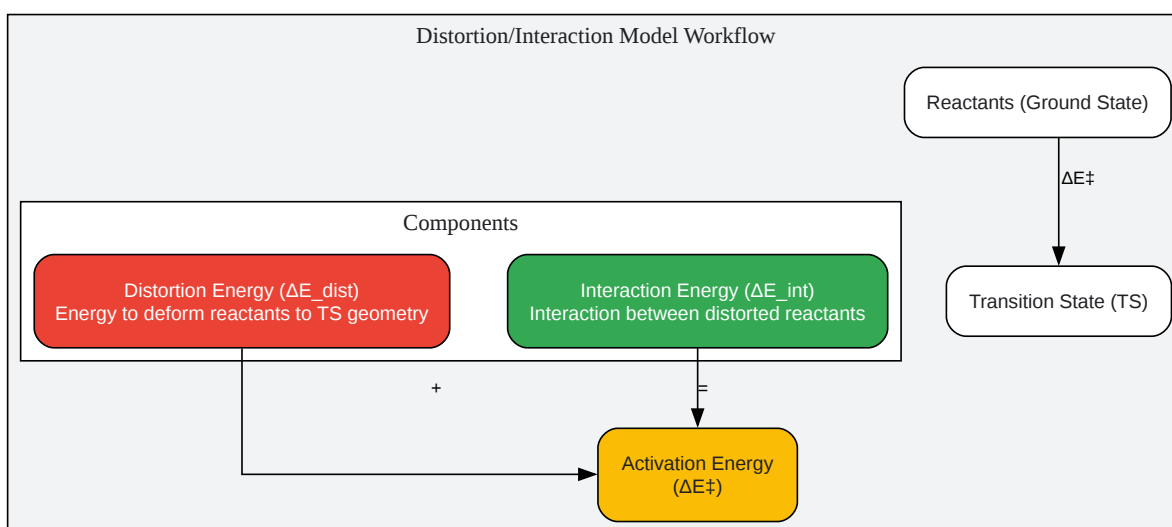 Distortion/Interaction Model Workflow
Reactants (Ground State)
ΔE‡
Components
Distortion Energy (ΔE_dist)
Energy to deform reactants to TS geometry
Interaction Energy (ΔE_int)
Interaction between distorted reactants
Transition State (TS)
+
=
Activation Energy
(ΔE‡)